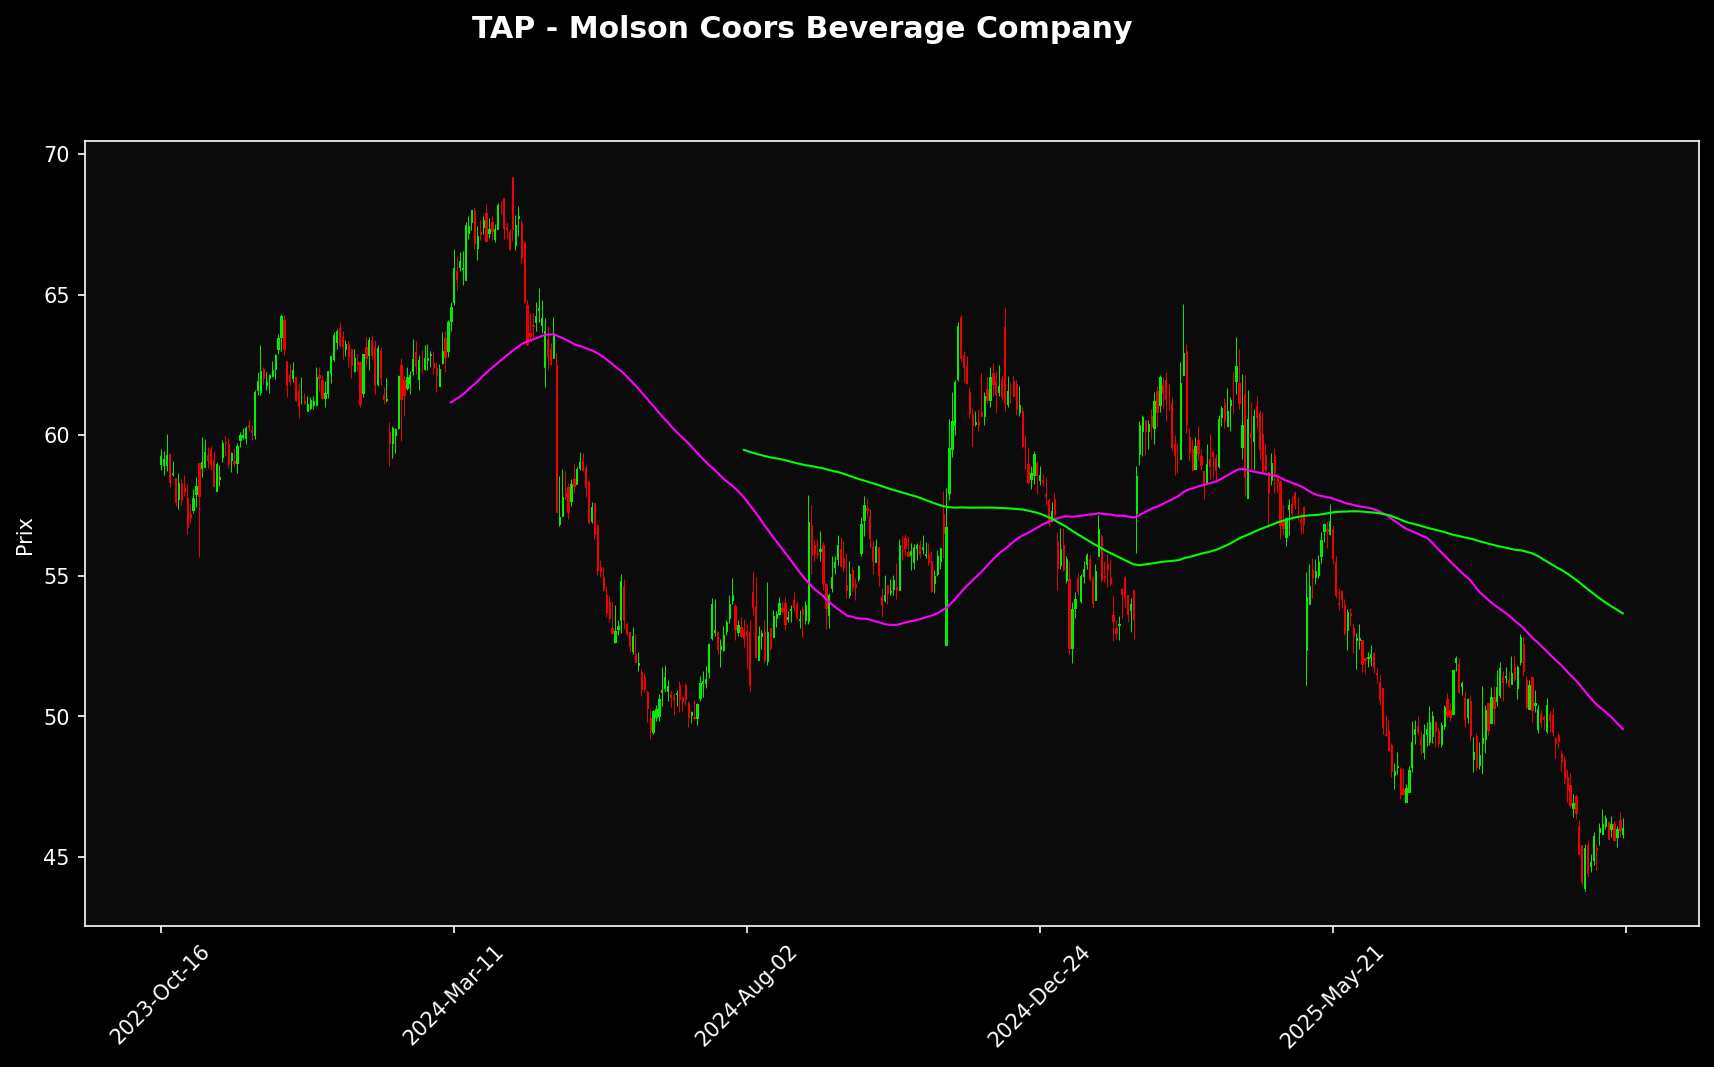 TAP - Molson Coors Beverage Company
Prix
70
65
60
55
50
45
2023-Oct-16
2024-Mar-11
2024-Aug-02
2024-Dec-24
2025-May-21